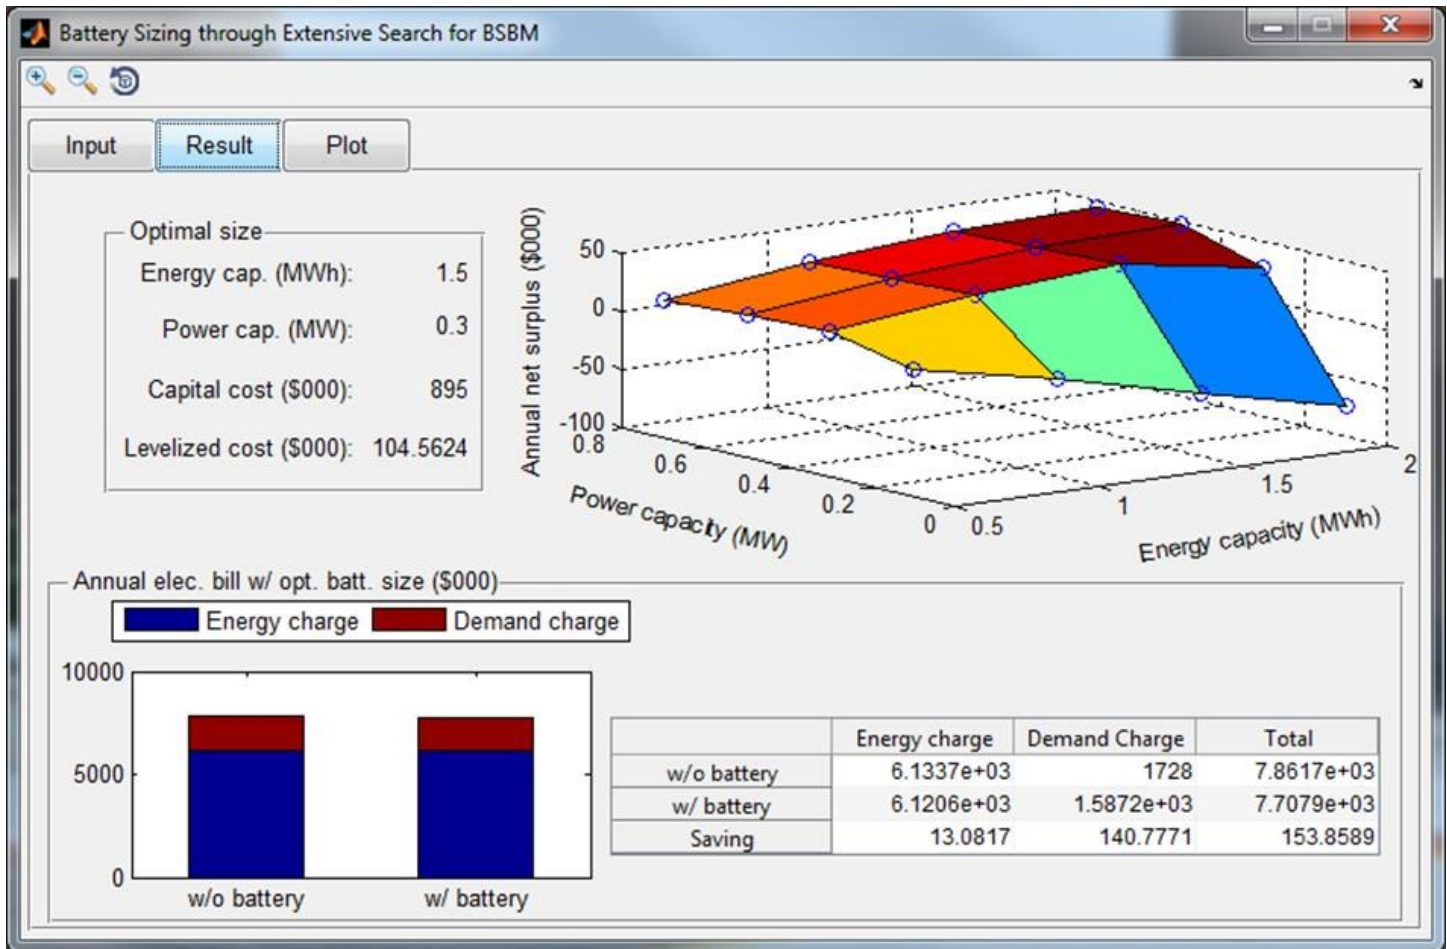 Battery Sizing through Extensive Search for BSBM
Input Result Plot
Optimal size
Energy cap. (MWh): 1.5
Power cap. (MW): 0.3
Capital cost ($000): 895
Levelized cost ($000): 104.5624
Annual net surplus ($000)
50
0
-50
-100
0.8
0.6
0.4
0.2
0
Power capacity (MW)
0.5
1
1.5
2
Energy capacity (MWh)
Annual elec. bill w/ opt. batt. size ($000)
Energy charge Demand charge
10000
5000
0
w/o battery w/ battery
Energy charge Demand Charge Total
w/o battery 6.1337e+03 1728 7.8617e+03
w/ battery 6.1206e+03 1.5872e+03 7.7079e+03
Saving 13.0817 140.7771 153.8589